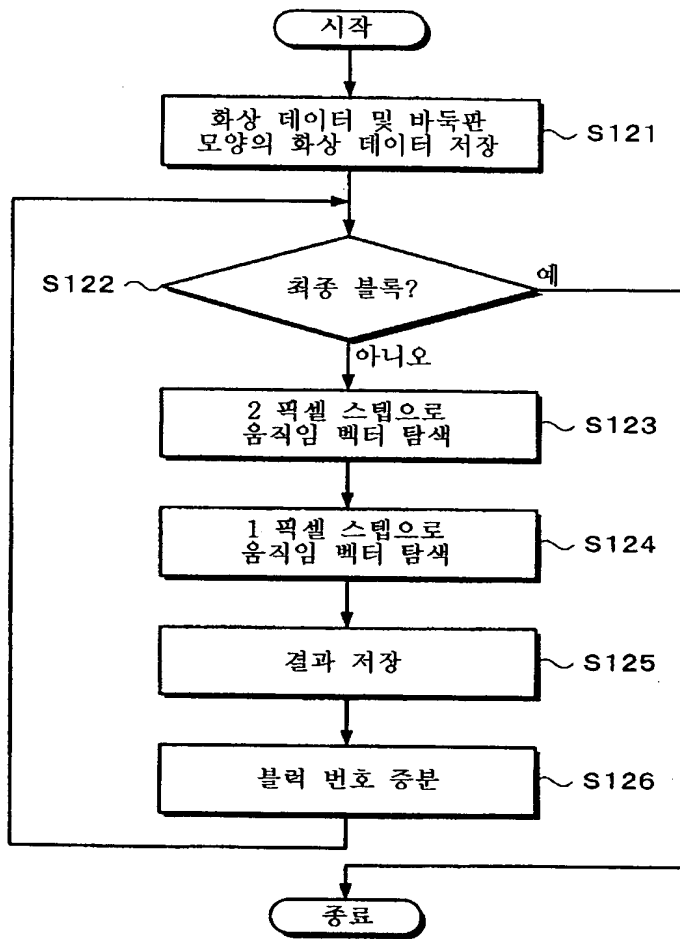 시작
화상 데이터 및 바둑판
모양의 화상 데이터 저장
S121
S122
최종 블록?
예
아니오
2 픽셀 스텝으로
움직임 벡터 탐색
S123
1 픽셀 스텝으로
움직임 벡터 탐색
S124
결과 저장
S125
블럭 번호 증분
S126
종료